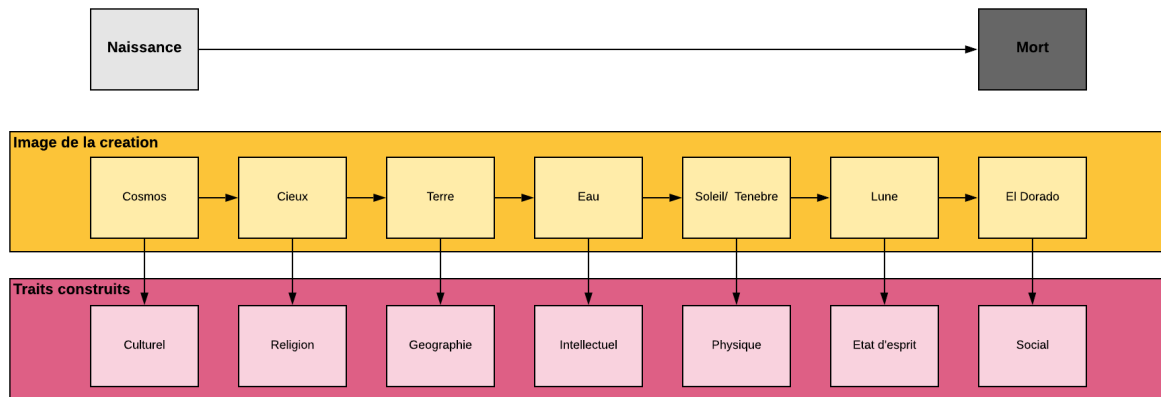 Naissance
Mort
Image de la creation
Cosmos
Cieux
Terre
Eau
Soleil/  Tenebre
Lune
El Dorado
Traits construits
Culturel
Religion
Geographie
Intellectuel
Physique
Etat d'esprit
Social